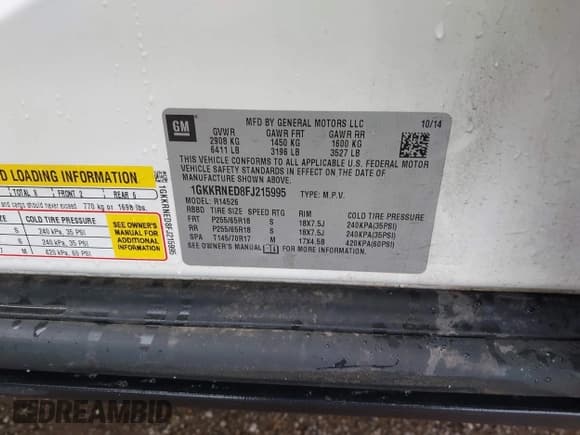 GM
MFD BY GENERAL MOTORS LLC
10/14
GVWR GAWR FRT GAWR RR
2908 KG 1450 KG 1600 KG
6411 LB 3196 LB 3527 LB
THIS VEHICLE CONFORMS TO ALL APPLICABLE U.S. FEDERAL MOTOR
VEHICLE SAFETY STANDARDS IN EFFECT ON THE DATE OF
MANUFACTURE SHOWN ABOVE.
1GKKRNED8FJ215995 TYPE: M.P.V.
MODEL: R14526
RBBD TIRE SIZE SPEED RTG RIM COLD TIRE PRESSURE
FRT P255/65R18 S 18X7.5J 240KPA(35PSI)
RR P255/65R18 S 18X7.5J 240KPA(35PSI)
SPA T145/70R17 M 17X4.5B 420KPA(60PSI)
SEE OWNER'S MANUAL FOR MORE INFORMATION.
D LOADING INFORMATION
TOTAL 8 FRONT 2 REAR 6
and cargo should never exceed 770 kg or 1698 lbs.
COLD TIRE PRESSURE
S 240 kPa, 35 PSI
S 240 kPa, 35 PSI
M 420 kPa, 60 PSI
SEE OWNER'S
MANUAL FOR
ADDITIONAL
INFORMATION
1GKKRNED8FJ215995
DREAMBID